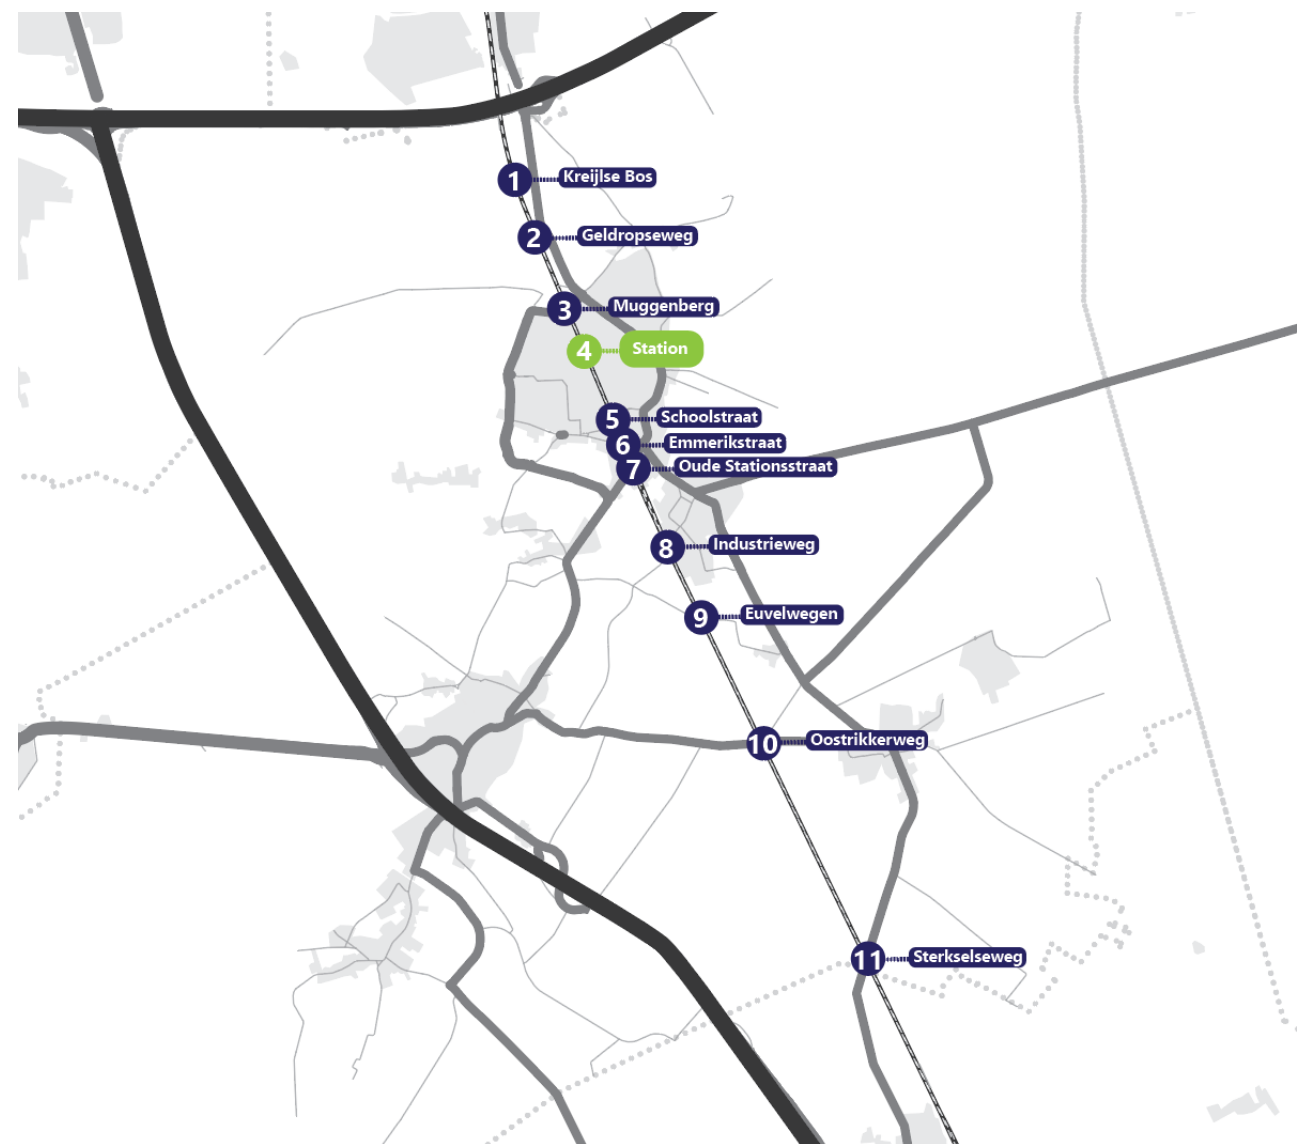 1 Kreijlse Bos
2 Geldropseweg
3 Muggenberg
4 Station
5 Schoolstraat
6 Emmerikstraat
7 Oude Stationsstraat
8 Industrieweg
9 Euvelwegen
10 Oostrikkerweg
11 Sterkselseweg